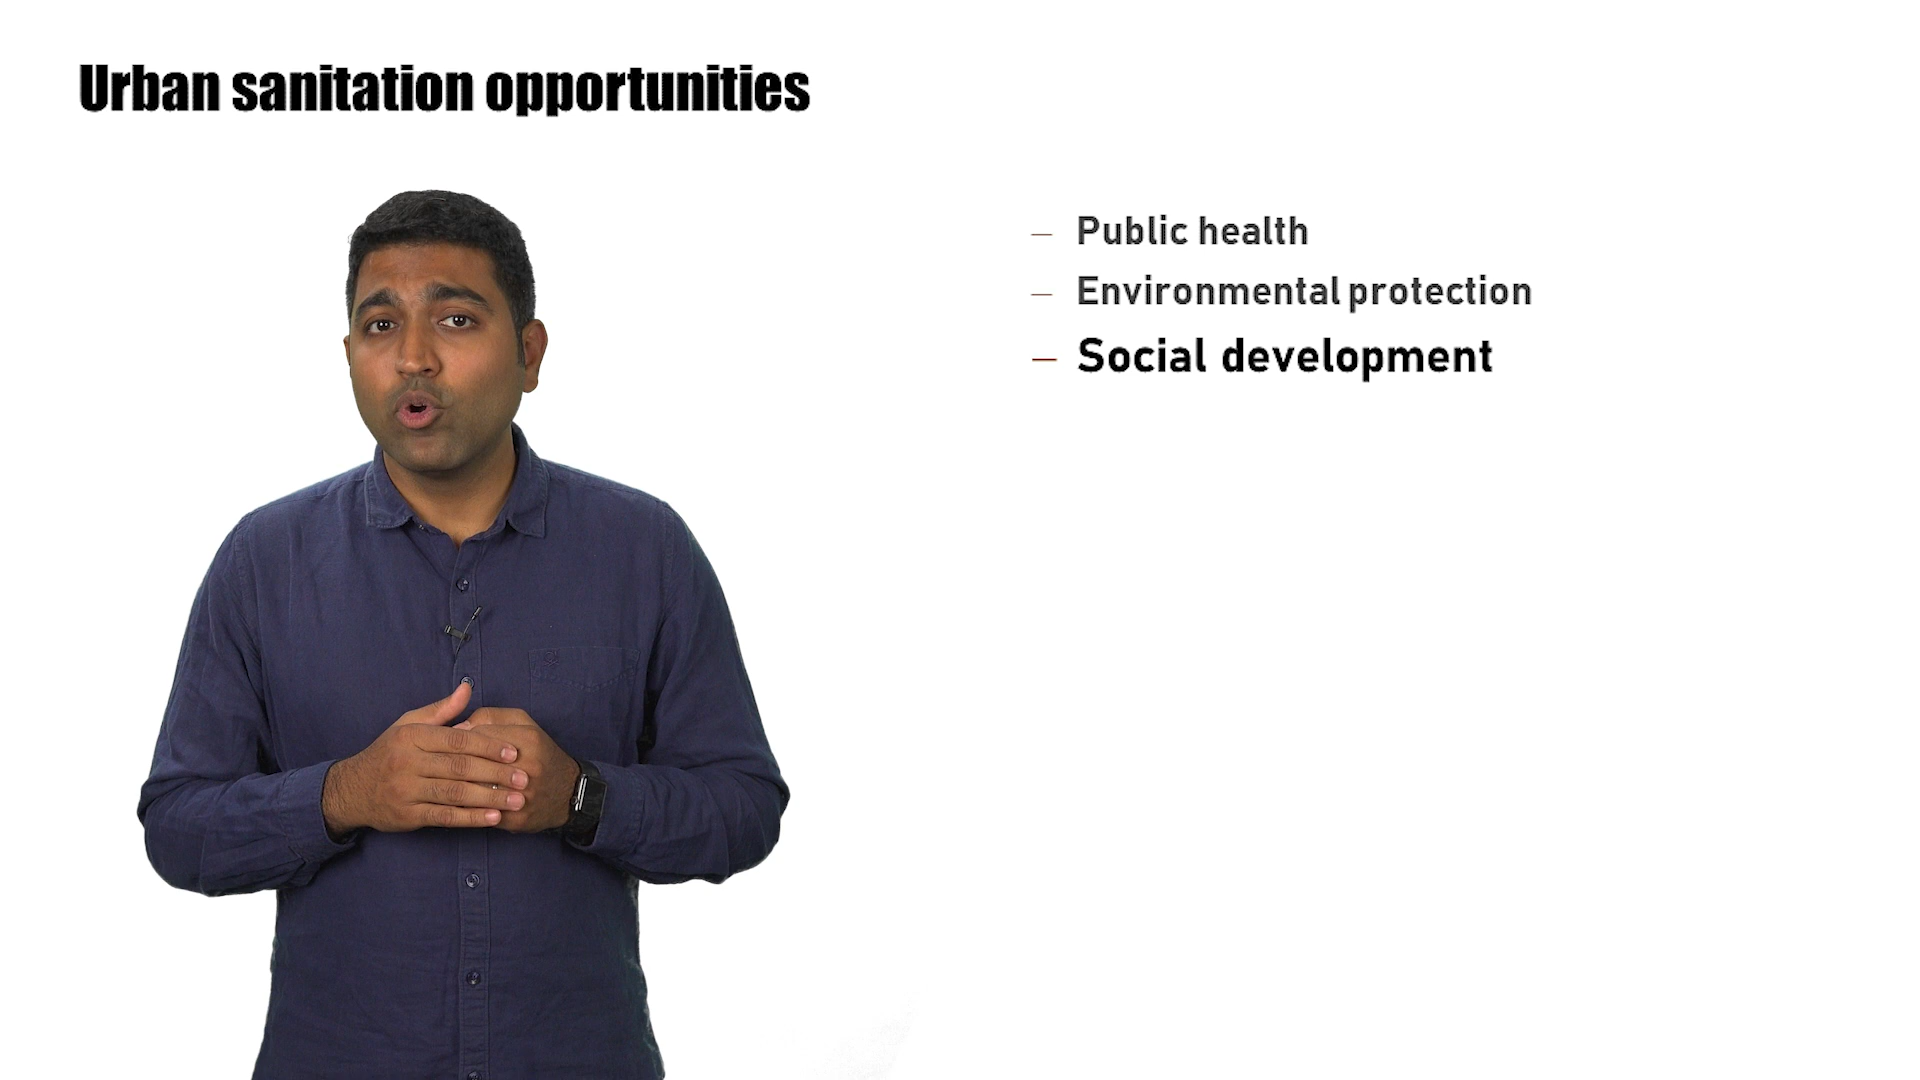 Urban sanitation opportunities
– Public health
– Environmental protection
– Social development